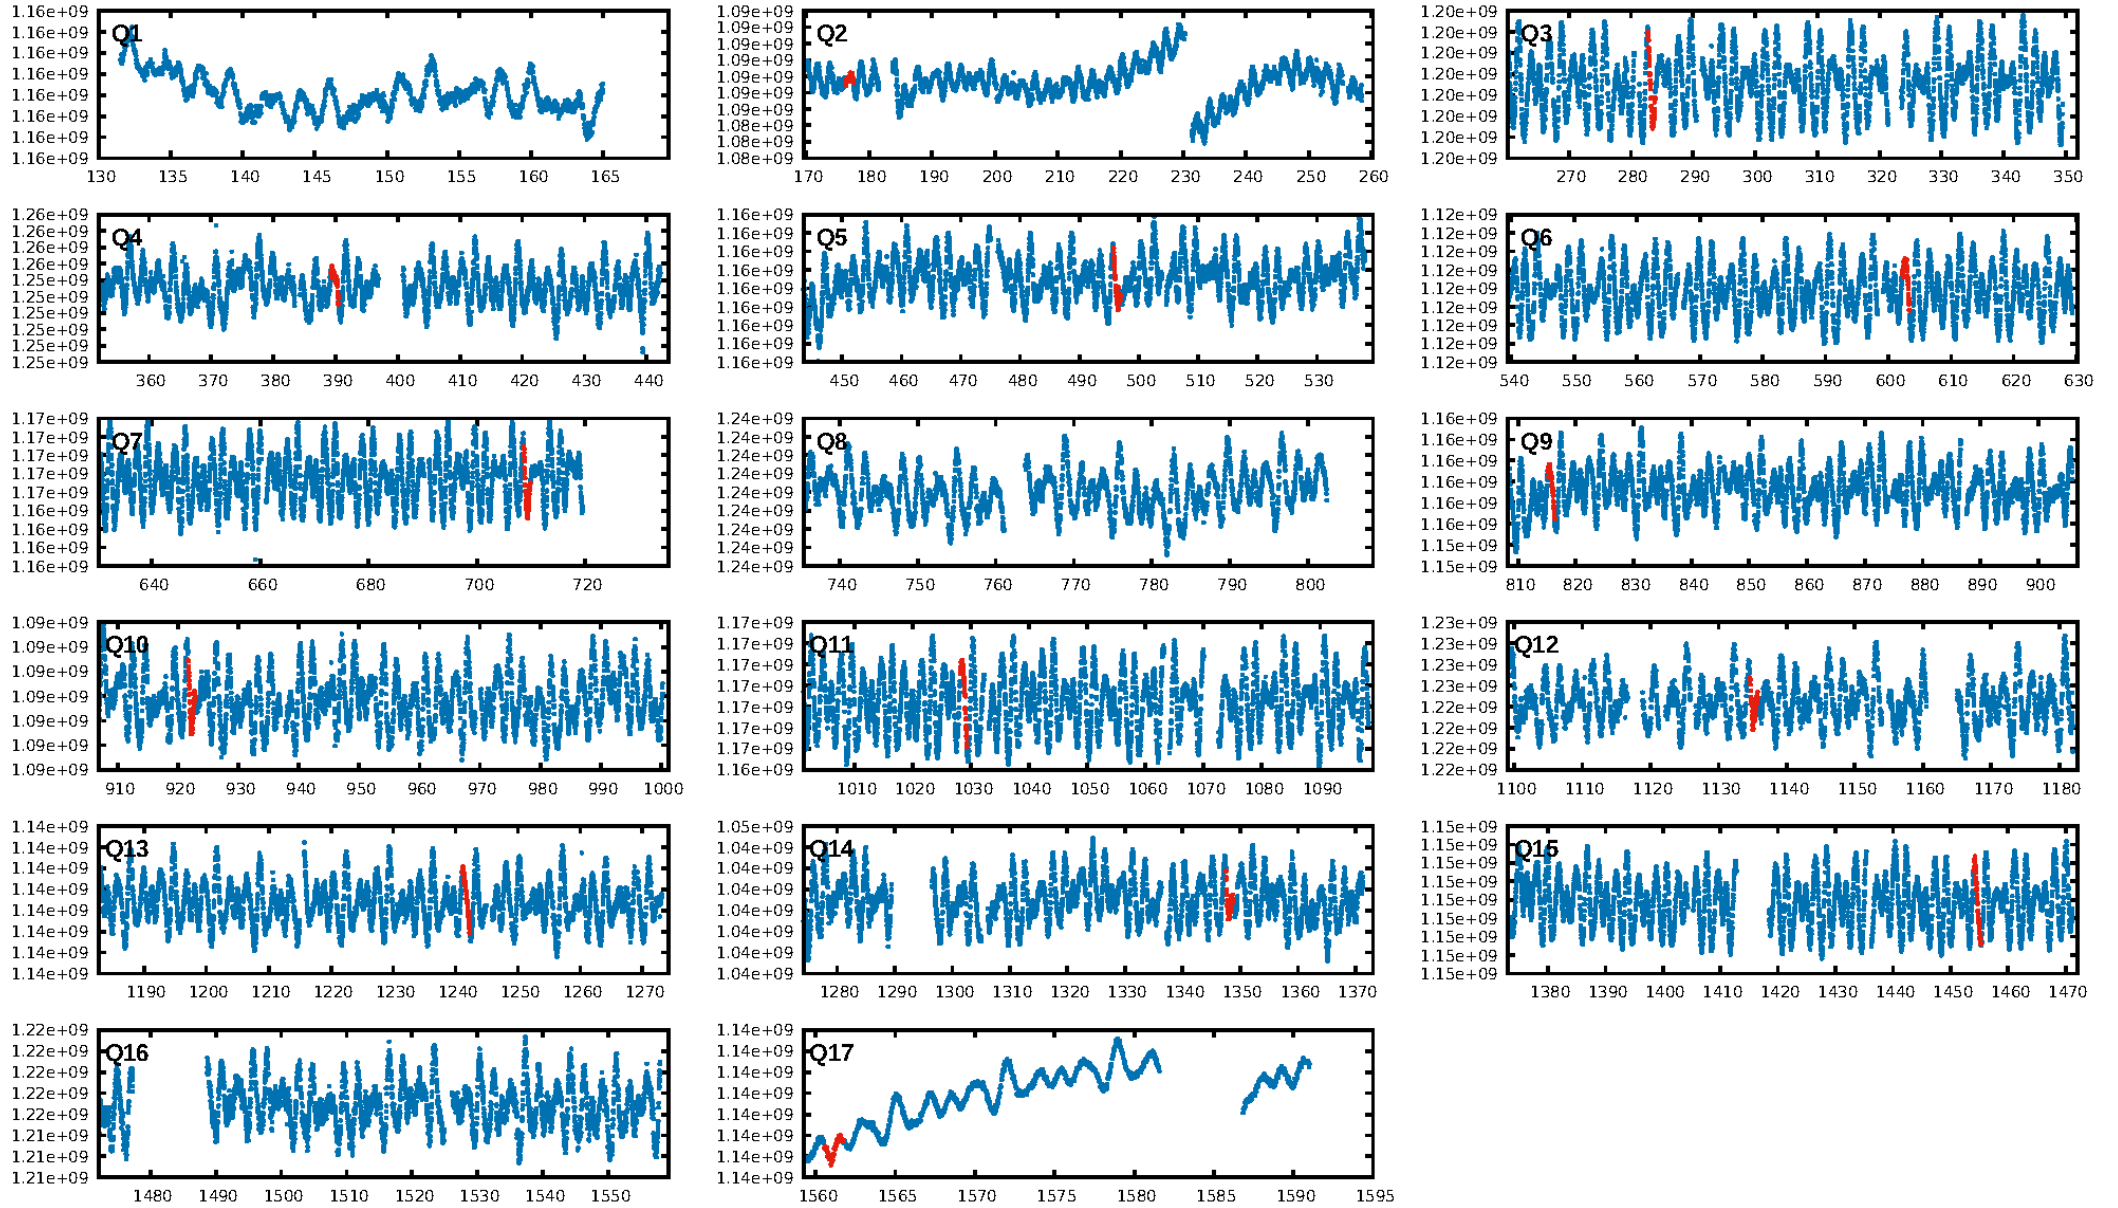 Q1
1.16e+09
1.16e+09
1.16e+09
1.16e+09
1.16e+09
1.16e+09
1.16e+09
1.16e+09
130 135 140 145 150 155 160 165
Q2
1.09e+09
1.09e+09
1.09e+09
1.09e+09
1.09e+09
1.09e+09
1.09e+09
1.08e+09
1.08e+09
1.08e+09
170 180 190 200 210 220 230 240 250 260
Q3
1.20e+09
1.20e+09
1.20e+09
1.20e+09
1.20e+09
1.20e+09
1.20e+09
1.20e+09
270 280 290 300 310 320 330 340 350
Q4
1.26e+09
1.26e+09
1.26e+09
1.26e+09
1.25e+09
1.25e+09
1.25e+09
1.25e+09
1.25e+09
1.25e+09
360 370 380 390 400 410 420 430 440
Q5
1.16e+09
1.16e+09
1.16e+09
1.16e+09
1.16e+09
1.16e+09
1.16e+09
1.16e+09
1.16e+09
450 460 470 480 490 500 510 520 530
Q6
1.12e+09
1.12e+09
1.12e+09
1.12e+09
1.12e+09
1.12e+09
1.12e+09
1.12e+09
1.12e+09
540 550 560 570 580 590 600 610 620 630
Q7
1.17e+09
1.17e+09
1.17e+09
1.17e+09
1.17e+09
1.16e+09
1.16e+09
1.16e+09
1.16e+09
640 660 680 700 720
Q8
1.24e+09
1.24e+09
1.24e+09
1.24e+09
1.24e+09
1.24e+09
1.24e+09
1.24e+09
1.24e+09
740 750 760 770 780 790 800
Q9
1.16e+09
1.16e+09
1.16e+09
1.16e+09
1.16e+09
1.16e+09
1.15e+09
1.15e+09
810 820 830 840 850 860 870 880 890 900
Q10
1.09e+09
1.09e+09
1.09e+09
1.09e+09
1.09e+09
1.09e+09
1.09e+09
910 920 930 940 950 960 970 980 990 1000
Q11
1.17e+09
1.17e+09
1.17e+09
1.17e+09
1.17e+09
1.17e+09
1.17e+09
1.16e+09
1010 1020 1030 1040 1050 1060 1070 1080 1090
Q12
1.23e+09
1.23e+09
1.23e+09
1.23e+09
1.22e+09
1.22e+09
1.22e+09
1.22e+09
1100 1110 1120 1130 1140 1150 1160 1170 1180
Q13
1.14e+09
1.14e+09
1.14e+09
1.14e+09
1.14e+09
1.14e+09
1.14e+09
1.14e+09
1190 1200 1210 1220 1230 1240 1250 1260 1270
Q14
1.05e+09
1.04e+09
1.04e+09
1.04e+09
1.04e+09
1.04e+09
1.04e+09
1.04e+09
1280 1290 1300 1310 1320 1330 1340 1350 1360 1370
Q15
1.15e+09
1.15e+09
1.15e+09
1.15e+09
1.15e+09
1.15e+09
1.15e+09
1.15e+09
1.15e+09
1380 1390 1400 1410 1420 1430 1440 1450 1460 1470
Q16
1.22e+09
1.22e+09
1.22e+09
1.22e+09
1.22e+09
1.21e+09
1.21e+09
1.21e+09
1480 1490 1500 1510 1520 1530 1540 1550
Q17
1.14e+09
1.14e+09
1.14e+09
1.14e+09
1.14e+09
1.14e+09
1.14e+09
1.14e+09
1560 1565 1570 1575 1580 1585 1590 1595